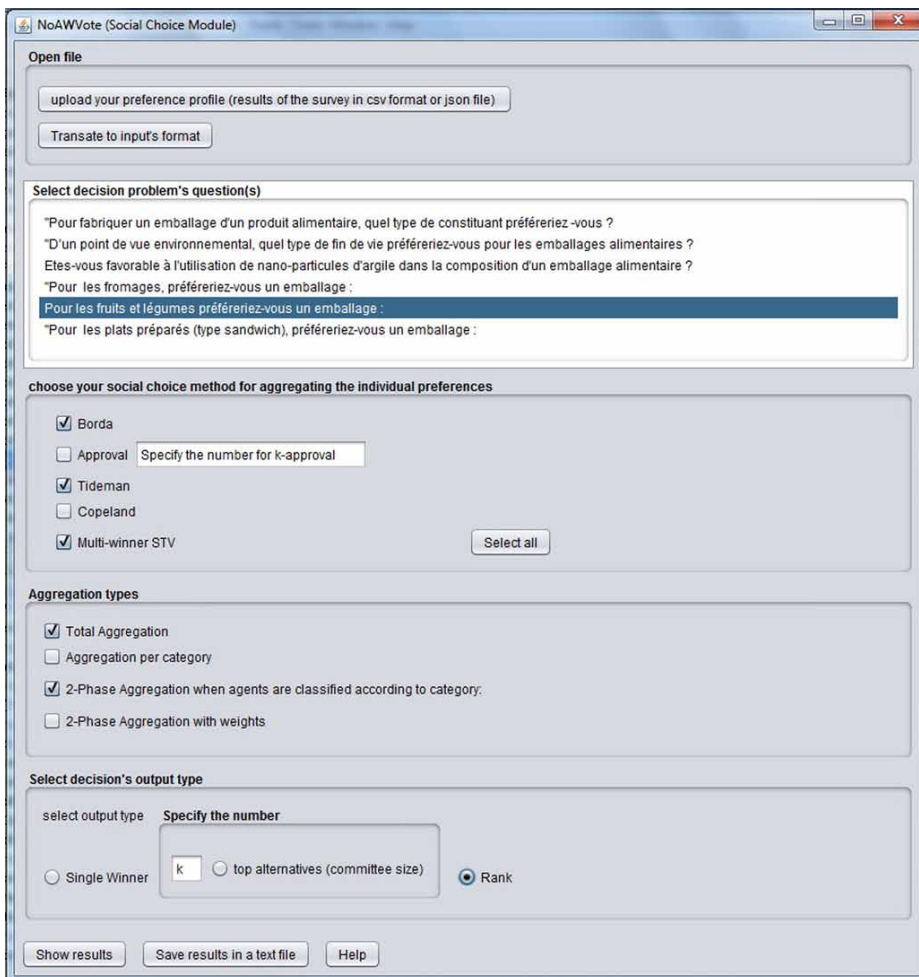 NoAWVote (Social Choice Module)
Open file
upload your preference profile (results of the survey in csv format or json file)
Transate to input's format
Select decision problem's question(s)
"Pour fabriquer un emballage d'un produit alimentaire, quel type de constituant préféreriez -vous ?
"D'un point de vue environnemental, quel type de fin de vie préféreriez-vous pour les emballages alimentaires ?
Etes-vous favorable à l'utilisation de nano-particules d'argile dans la composition d'un emballage alimentaire ?
"Pour les fromages, préféreriez-vous un emballage :
Pour les fruits et légumes préféreriez-vous un emballage :
"Pour les plats préparés (type sandwich), préféreriez-vous un emballage :
choose your social choice method for aggregating the individual preferences
Borda
Approval Specify the number for k-approval
Tideman
Copeland
Multi-winner STV Select all
Aggregation types
Total Aggregation
Aggregation per category
2-Phase Aggregation when agents are classified according to category:
2-Phase Aggregation with weights
Select decision's output type
select output type Specify the number
Single Winner k top alternatives (committee size) Rank
Show results Save results in a text file Help